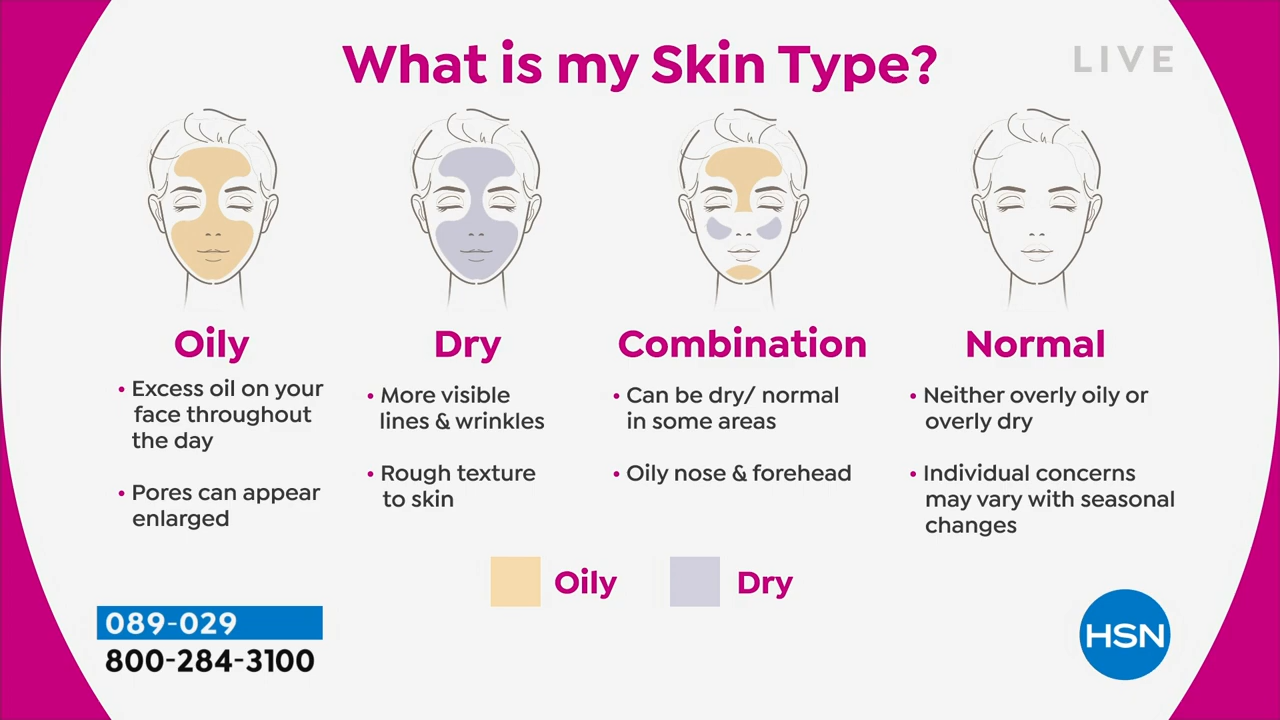 What is my Skin Type?
LIVE
Oily
• Excess oil on your
face throughout
the day
• Pores can appear
enlarged
Dry
• More visible
lines & wrinkles
• Rough texture
to skin
Combination
• Can be dry/ normal
in some areas
• Oily nose & forehead
Normal
• Neither overly oily or
overly dry
• Individual concerns
may vary with seasonal
changes
Oily
Dry
089-029
800-284-3100
HSN